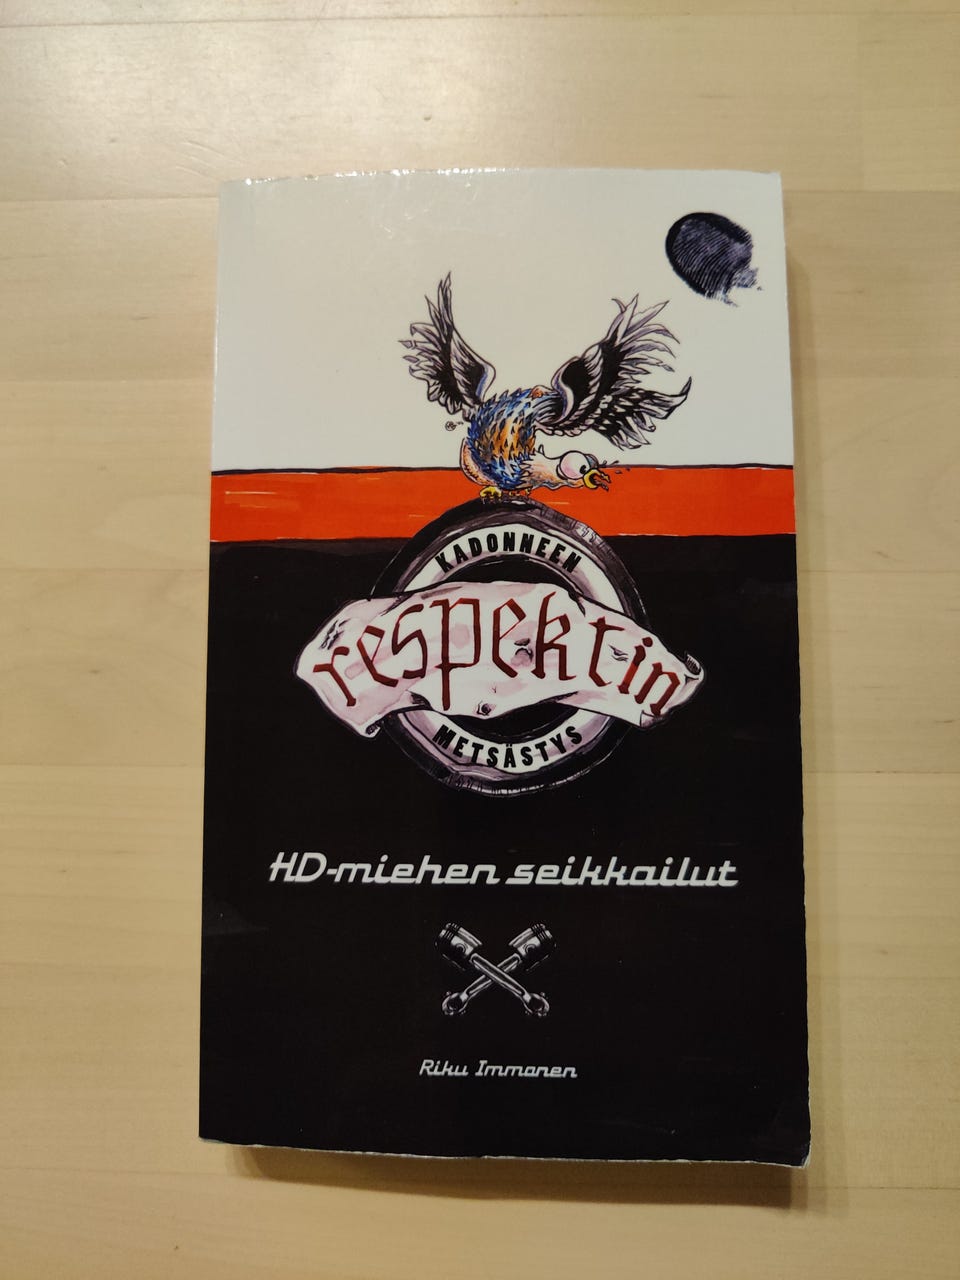 KADONNEEN
respektin
METSÄSTYS
HD-miehen seikkailut
Riku Immonen